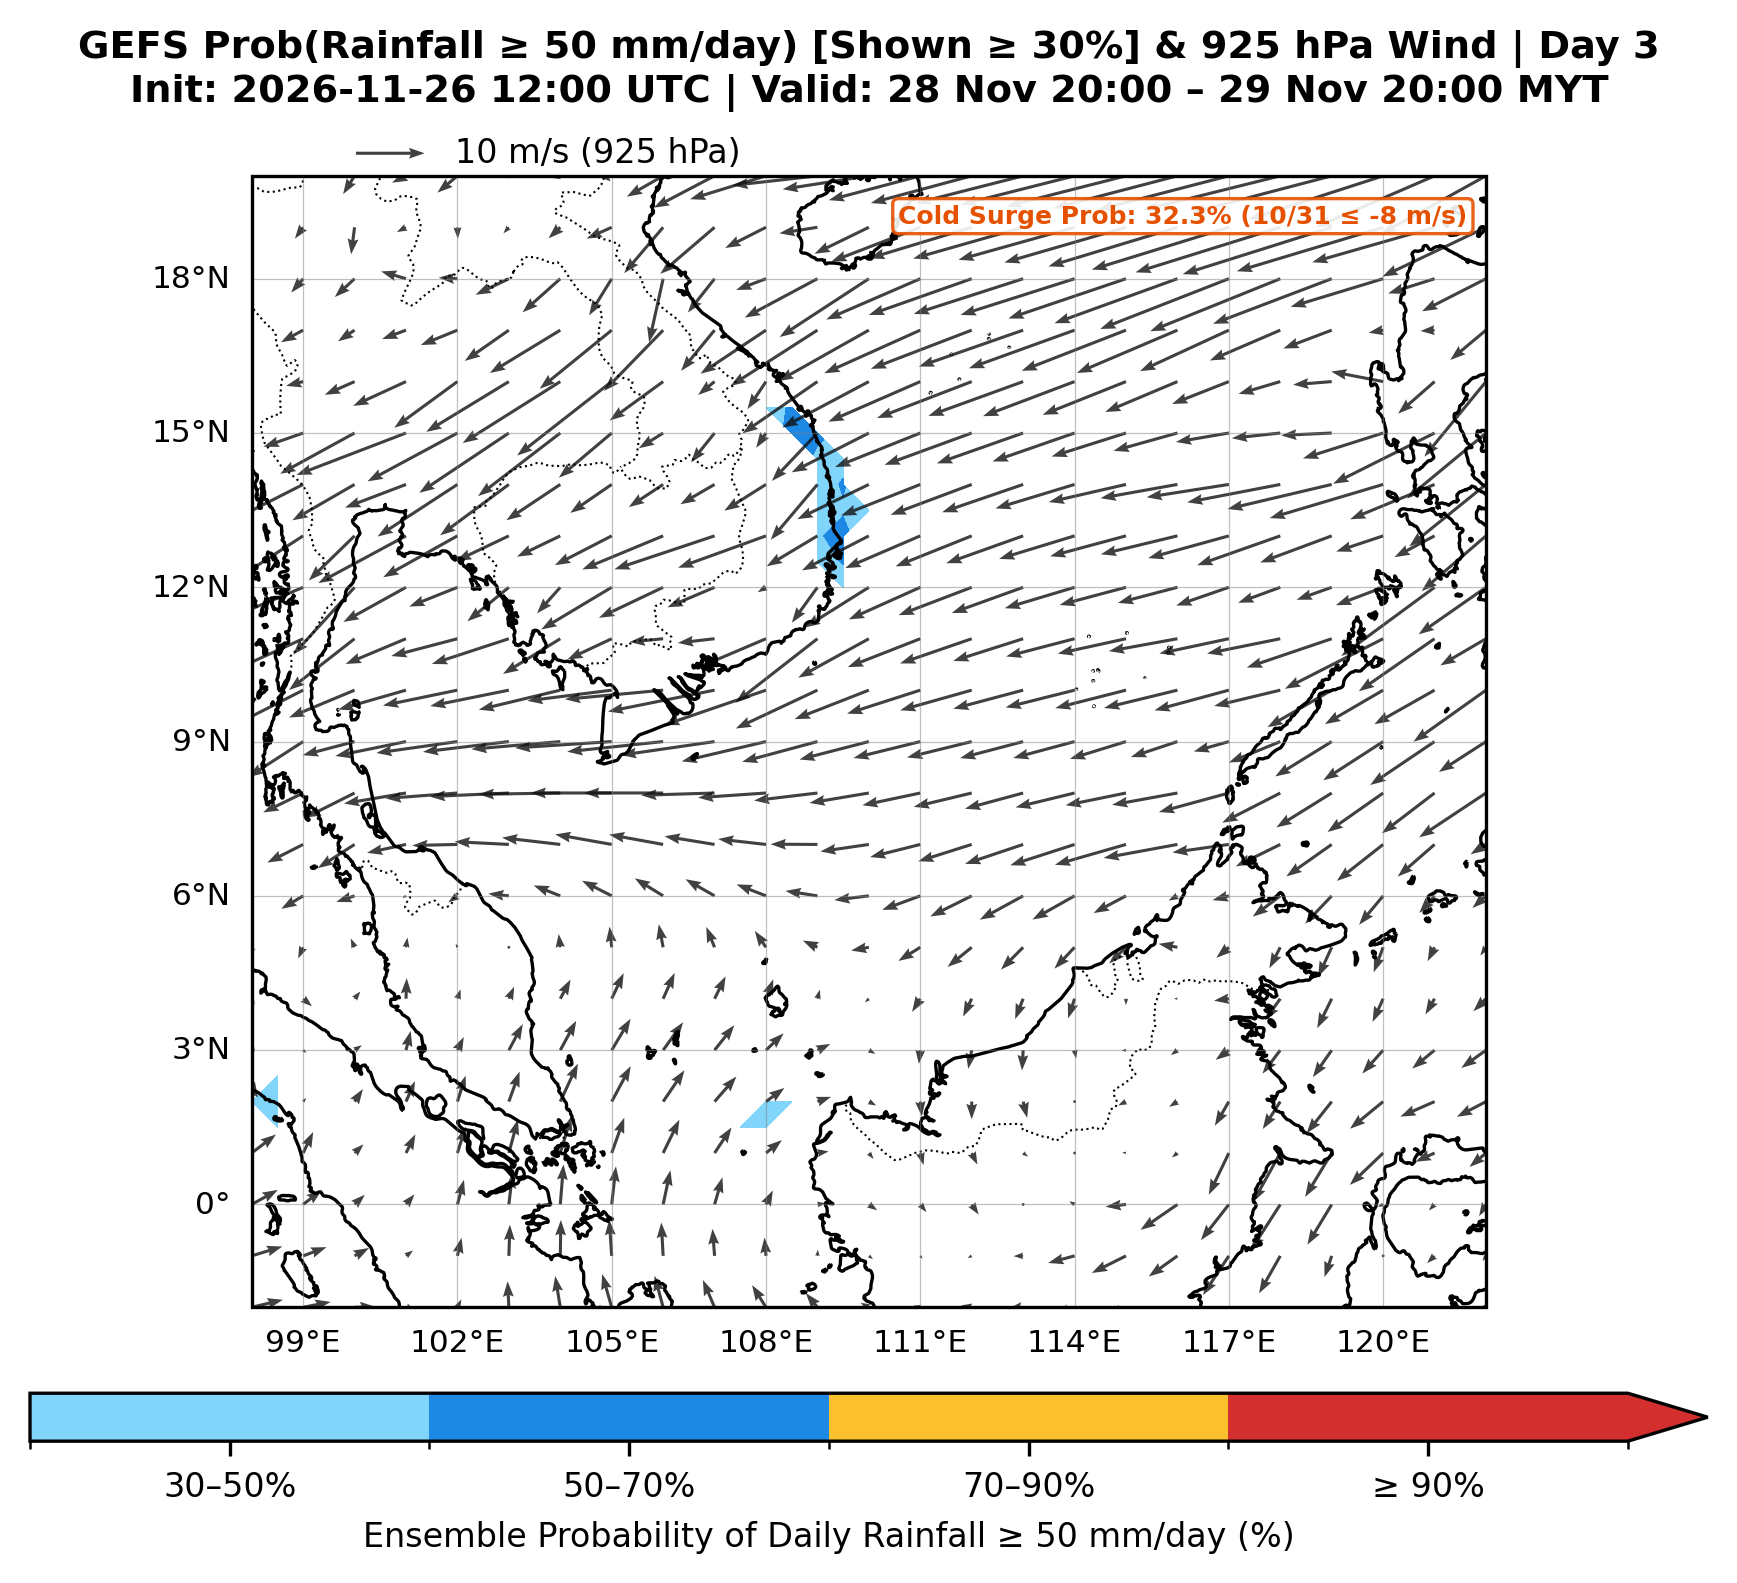 GEFS Prob(Rainfall ≥ 50 mm/day) [Shown ≥ 30%] & 925 hPa Wind | Day 3
Init: 2026-11-26 12:00 UTC | Valid: 28 Nov 20:00 – 29 Nov 20:00 MYT
10 m/s (925 hPa)
Cold Surge Prob: 32.3% (10/31 ≤ -8 m/s)
18°N
15°N
12°N
9°N
6°N
3°N
0°
99°E 102°E 105°E 108°E 111°E 114°E 117°E 120°E
30–50% 50–70% 70–90% ≥ 90%
Ensemble Probability of Daily Rainfall ≥ 50 mm/day (%)